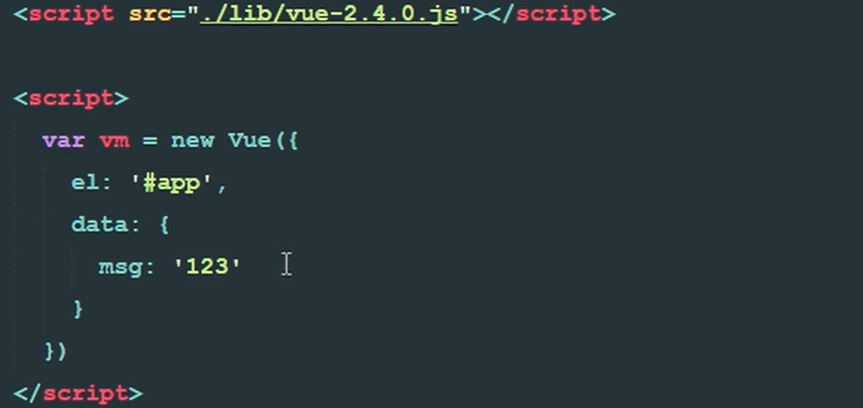 <script src="./lib/vue-2.4.0.js"></script>
<script>
var vm = new Vue({
el: '#app',
data: {
msg: '123'
}
})
</script>